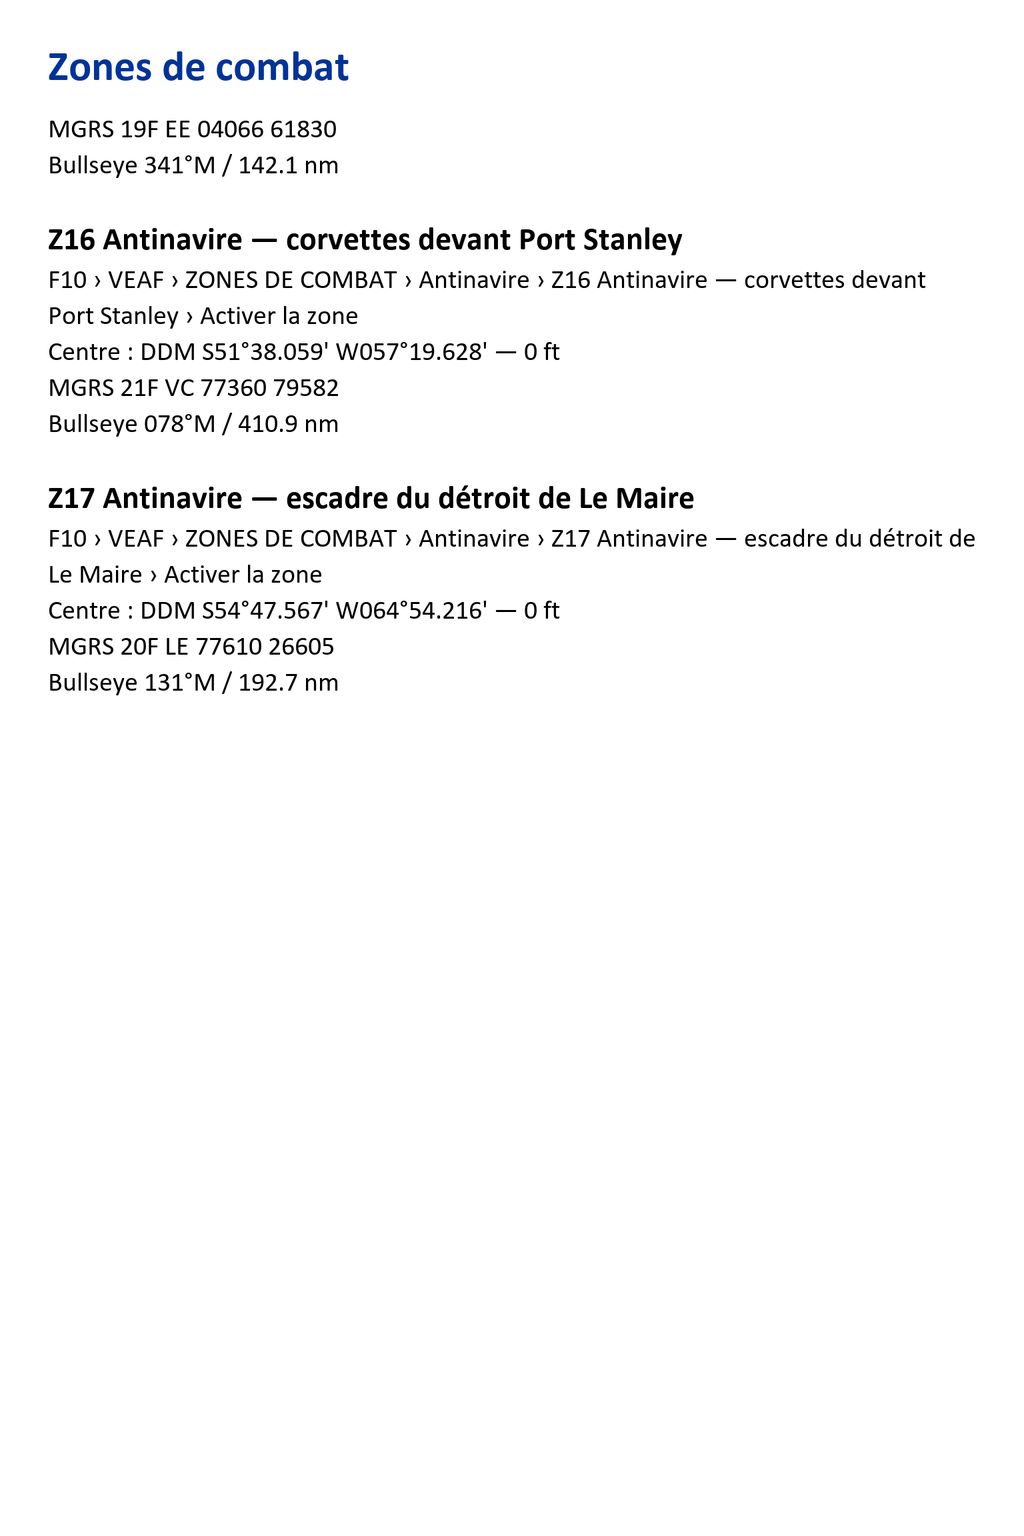 Zones de combat
MGRS 19F EE 04066 61830
Bullseye 341°M / 142.1 nm
Z16 Antinavire — corvettes devant Port Stanley
F10 › VEAF › ZONES DE COMBAT › Antinavire › Z16 Antinavire — corvettes devant
Port Stanley › Activer la zone
Centre : DDM S51°38.059' W057°19.628' — 0 ft
MGRS 21F VC 77360 79582
Bullseye 078°M / 410.9 nm
Z17 Antinavire — escadre du détroit de Le Maire
F10 › VEAF › ZONES DE COMBAT › Antinavire › Z17 Antinavire — escadre du détroit de
Le Maire › Activer la zone
Centre : DDM S54°47.567' W064°54.216' — 0 ft
MGRS 20F LE 77610 26605
Bullseye 131°M / 192.7 nm